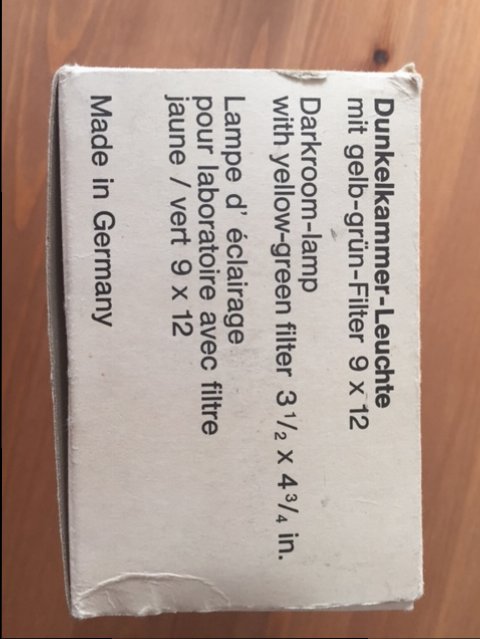 Dunkelkammer-Leuchte
mit gelb-grün-Filter 9 x 12
Darkroom-lamp
with yellow-green filter 3 1/2 x 4 3/4 in.
Lampe d' éclairage
pour laboratoire avec filtre
jaune / vert 9 x 12
Made in Germany